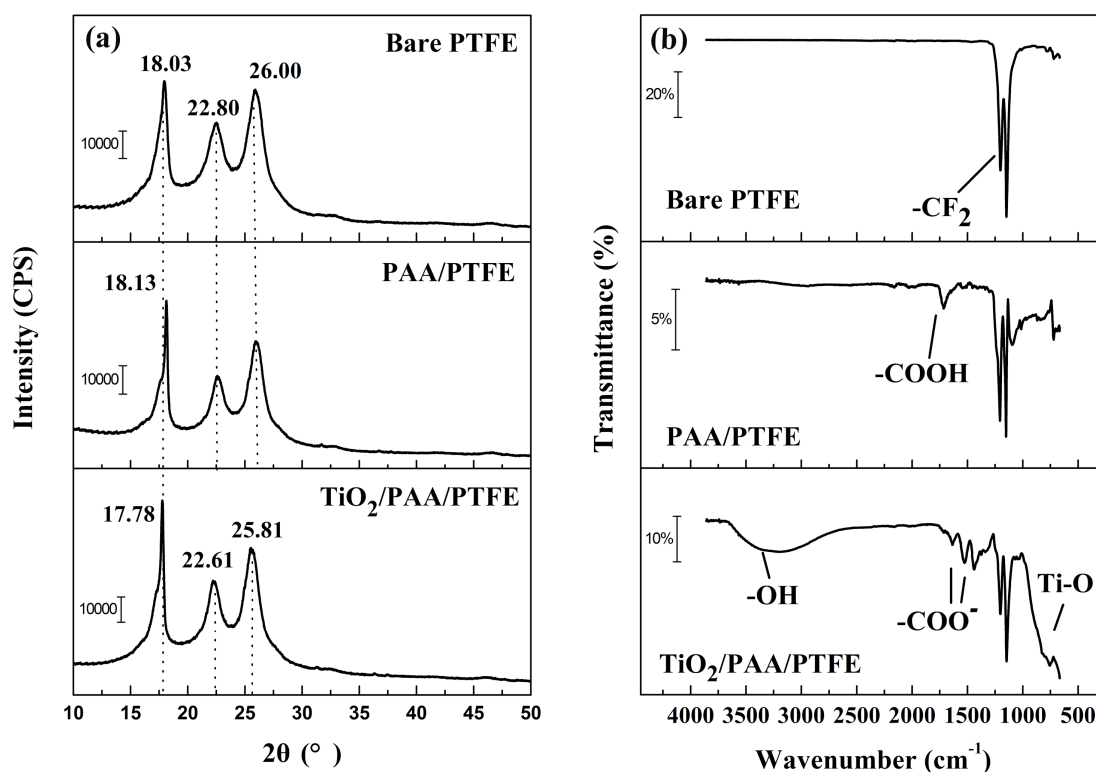 (a)
Bare PTFE
18.03
22.80
26.00
10000
PAA/PTFE
18.13
10000
TiO₂/PAA/PTFE
17.78
22.61
25.81
10000
10 15 20 25 30 35 40 45 50
2θ (°)
Intensity (CPS)
(b)
20%
-CF₂
Bare PTFE
5%
-COOH
PAA/PTFE
10%
-OH
-COO⁻
Ti-O
TiO₂/PAA/PTFE
4000 3500 3000 2500 2000 1500 1000 500
Wavenumber (cm⁻¹)
Transmittance (%)